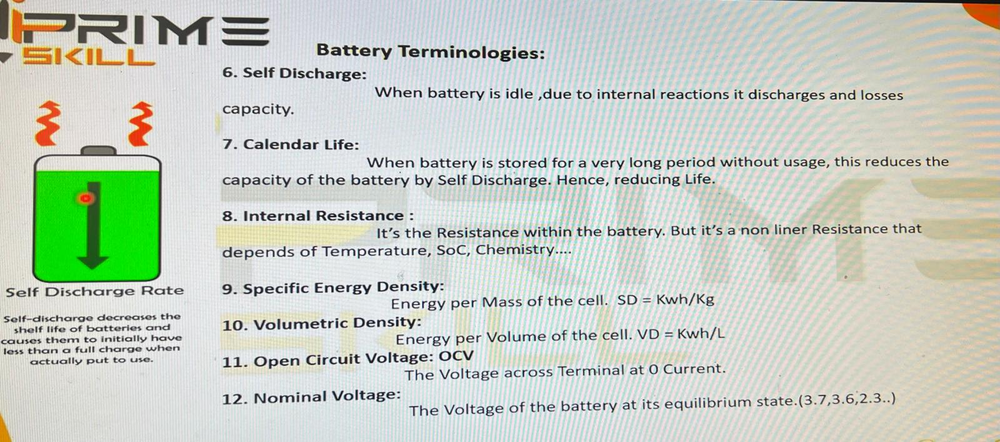 PRIME
SKILL
Battery Terminologies:
6. Self Discharge:
When battery is idle ,due to internal reactions it discharges and losses
capacity.
7. Calendar Life:
When battery is stored for a very long period without usage, this reduces the
capacity of the battery by Self Discharge. Hence, reducing Life.
8. Internal Resistance :
It's the Resistance within the battery. But it's a non liner Resistance that
depends of Temperature, SoC, Chemistry....
9. Specific Energy Density:
Energy per Mass of the cell. SD = Kwh/Kg
10. Volumetric Density:
Energy per Volume of the cell. VD = Kwh/L
11. Open Circuit Voltage: OCV
The Voltage across Terminal at 0 Current.
12. Nominal Voltage:
The Voltage of the battery at its equilibrium state.(3.7,3.6,2.3..)
Self Discharge Rate
Self-discharge decreases the
shelf life of batteries and
causes them to initially have
less than a full charge when
actually put to use.